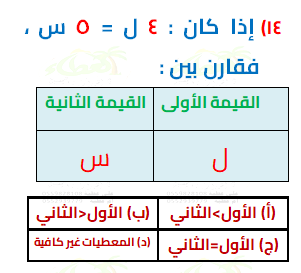 ١٤) إذا كان : ٤ ل = ٥ س ،
فقارن بين :
القيمة الأولى القيمة الثانية
ل س
(أ) الأول>الثاني (ب) الأول<الثاني
(ج) الأول=الثاني (د) المعطيات غير كافية